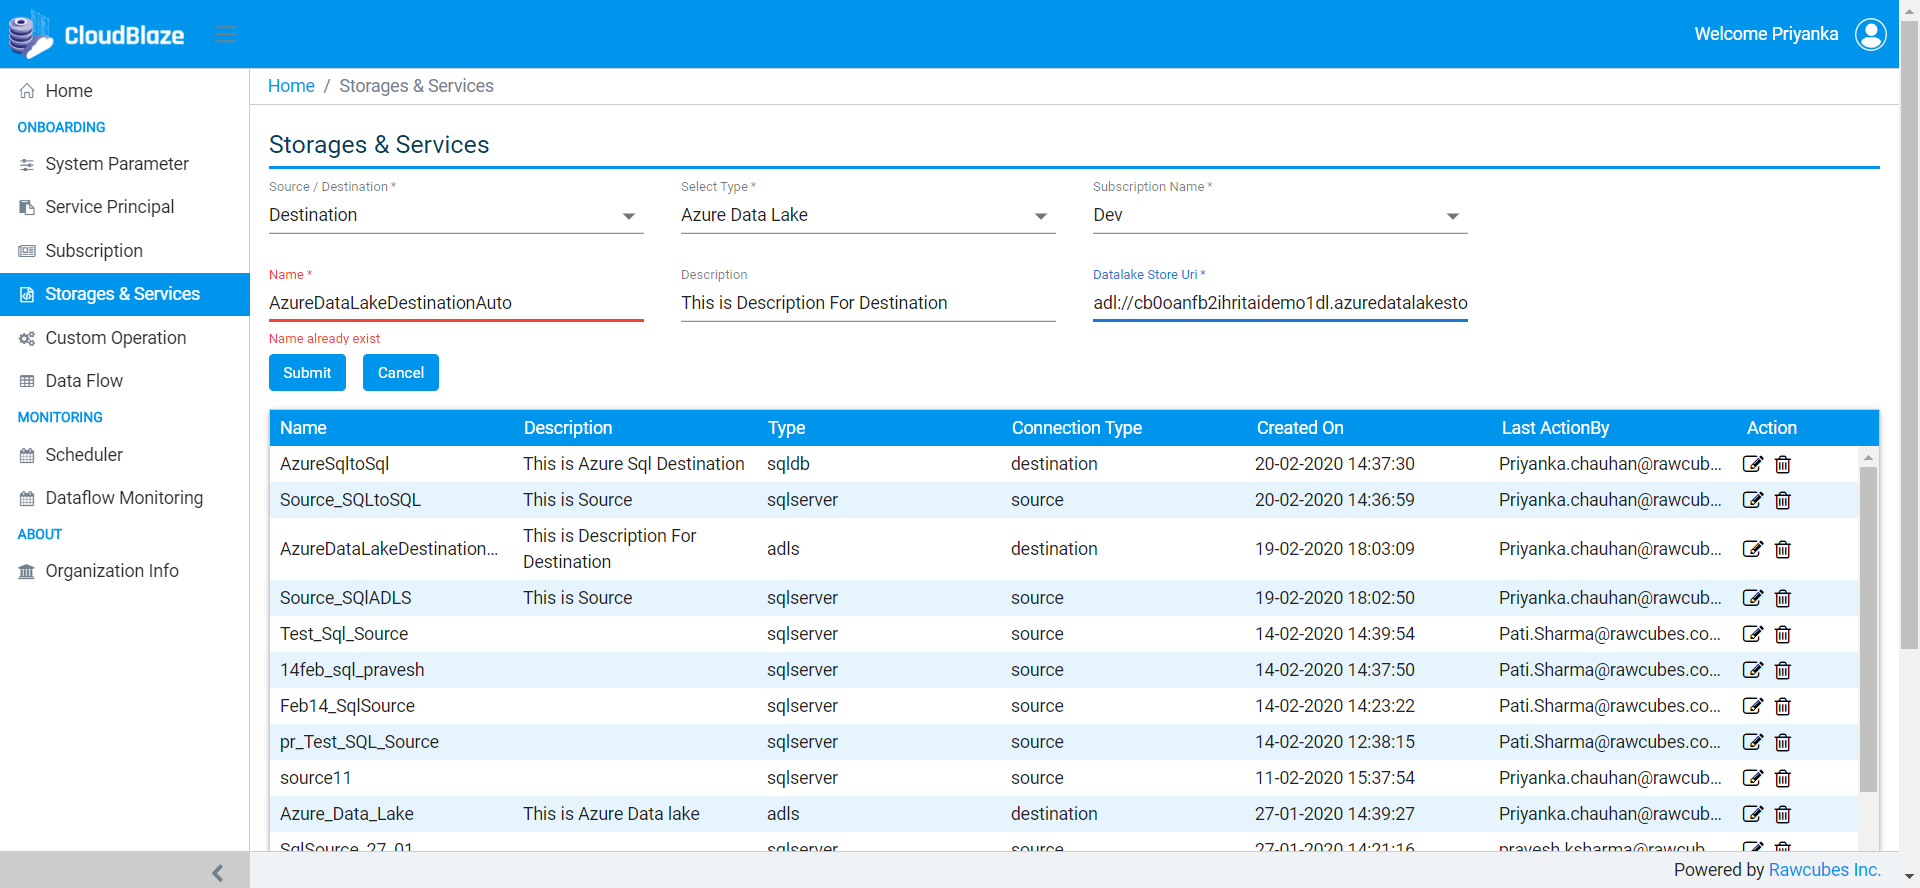 CloudBlaze
Welcome Priyanka
Home
ONBOARDING
System Parameter
Service Principal
Subscription
Storages & Services
Custom Operation
Data Flow
MONITORING
Scheduler
Dataflow Monitoring
ABOUT
Organization Info
Home / Storages & Services
Storages & Services
Source / Destination * Select Type * Subscription Name *
Destination Azure Data Lake Dev
Name * Description Datalake Store Uri *
AzureDataLakeDestinationAuto This is Description For Destination adl://cb0oanfb2ihritaidemo1dl.azuredatalakesto
Name already exist
Submit Cancel
Name Description Type Connection Type Created On Last ActionBy Action
AzureSqltoSql This is Azure Sql Destination sqldb destination 20-02-2020 14:37:30 Priyanka.chauhan@rawcub...
Source_SQLtoSQL This is Source sqlserver source 20-02-2020 14:36:59 Priyanka.chauhan@rawcub...
AzureDataLakeDestination... This is Description For Destination adls destination 19-02-2020 18:03:09 Priyanka.chauhan@rawcub...
Source_SQlADLS This is Source sqlserver source 19-02-2020 18:02:50 Priyanka.chauhan@rawcub...
Test_Sql_Source sqlserver source 14-02-2020 14:39:54 Pati.Sharma@rawcubes.co...
14feb_sql_pravesh sqlserver source 14-02-2020 14:37:50 Pati.Sharma@rawcubes.co...
Feb14_SqlSource sqlserver source 14-02-2020 14:23:22 Pati.Sharma@rawcubes.co...
pr_Test_SQL_Source sqlserver source 14-02-2020 12:38:15 Pati.Sharma@rawcubes.co...
source11 sqlserver source 11-02-2020 15:37:54 Priyanka.chauhan@rawcub...
Azure_Data_Lake This is Azure Data lake adls destination 27-01-2020 14:39:27 Priyanka.chauhan@rawcub...
SqlSource_27_01 sqlserver source 27-01-2020 14:21:16 pravesh.ksharma@rawcub...
Powered by Rawcubes Inc.